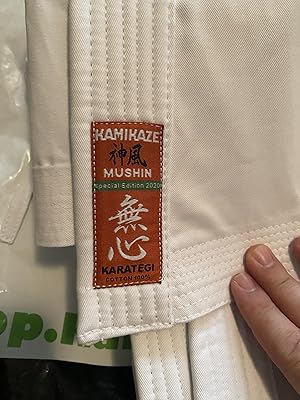 KAMIKAZE
神風
MUSHIN
Special Edition 2020
無
心
KARATEGI
COTTON 100%